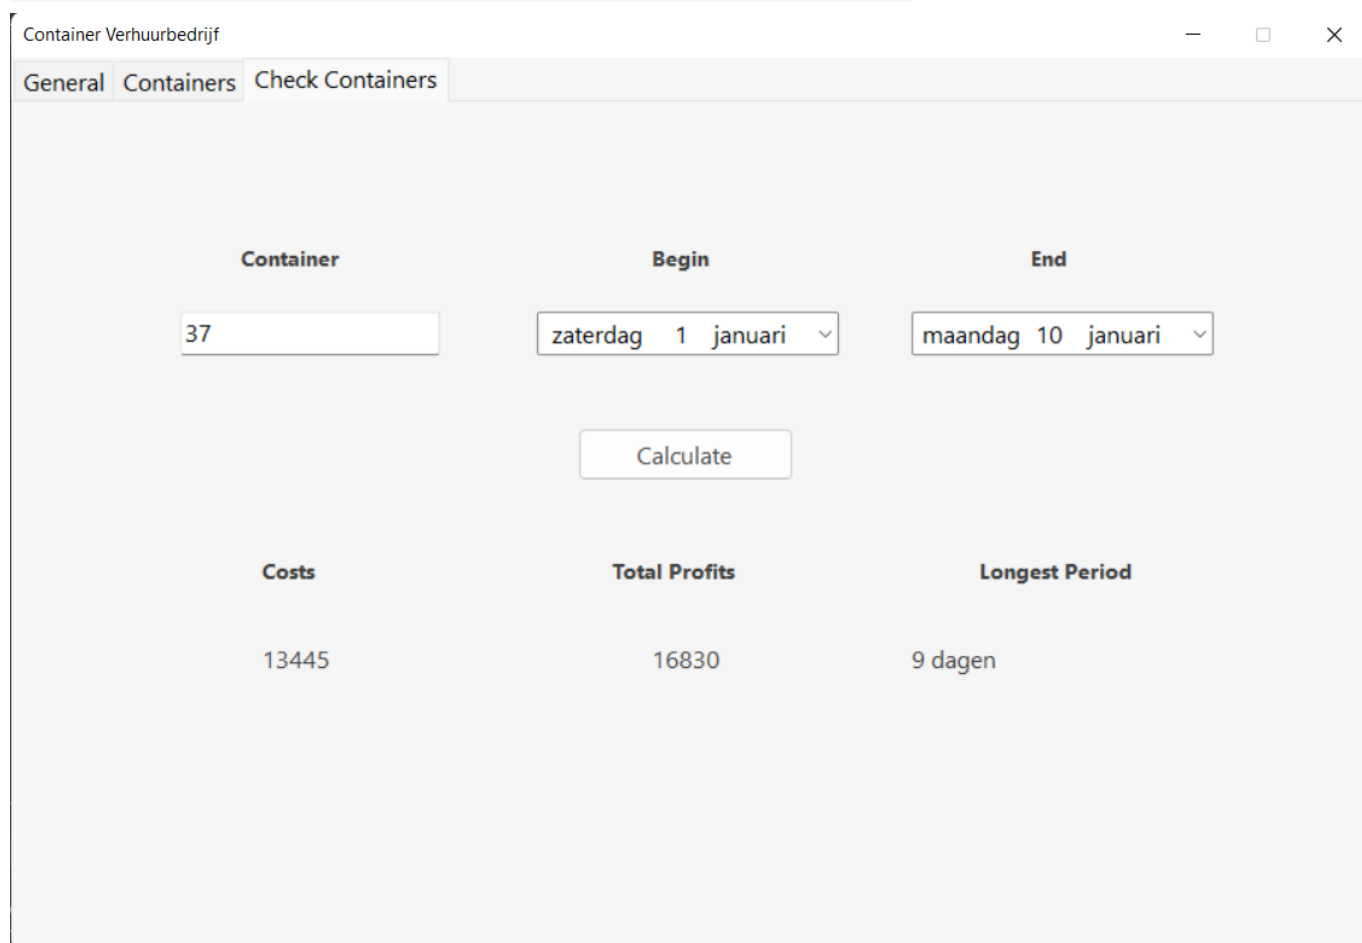 Container Verhuurbedrijf
General Containers Check Containers
Container Begin End
37 zaterdag 1 januari maandag 10 januari
Calculate
Costs Total Profits Longest Period
13445 16830 9 dagen